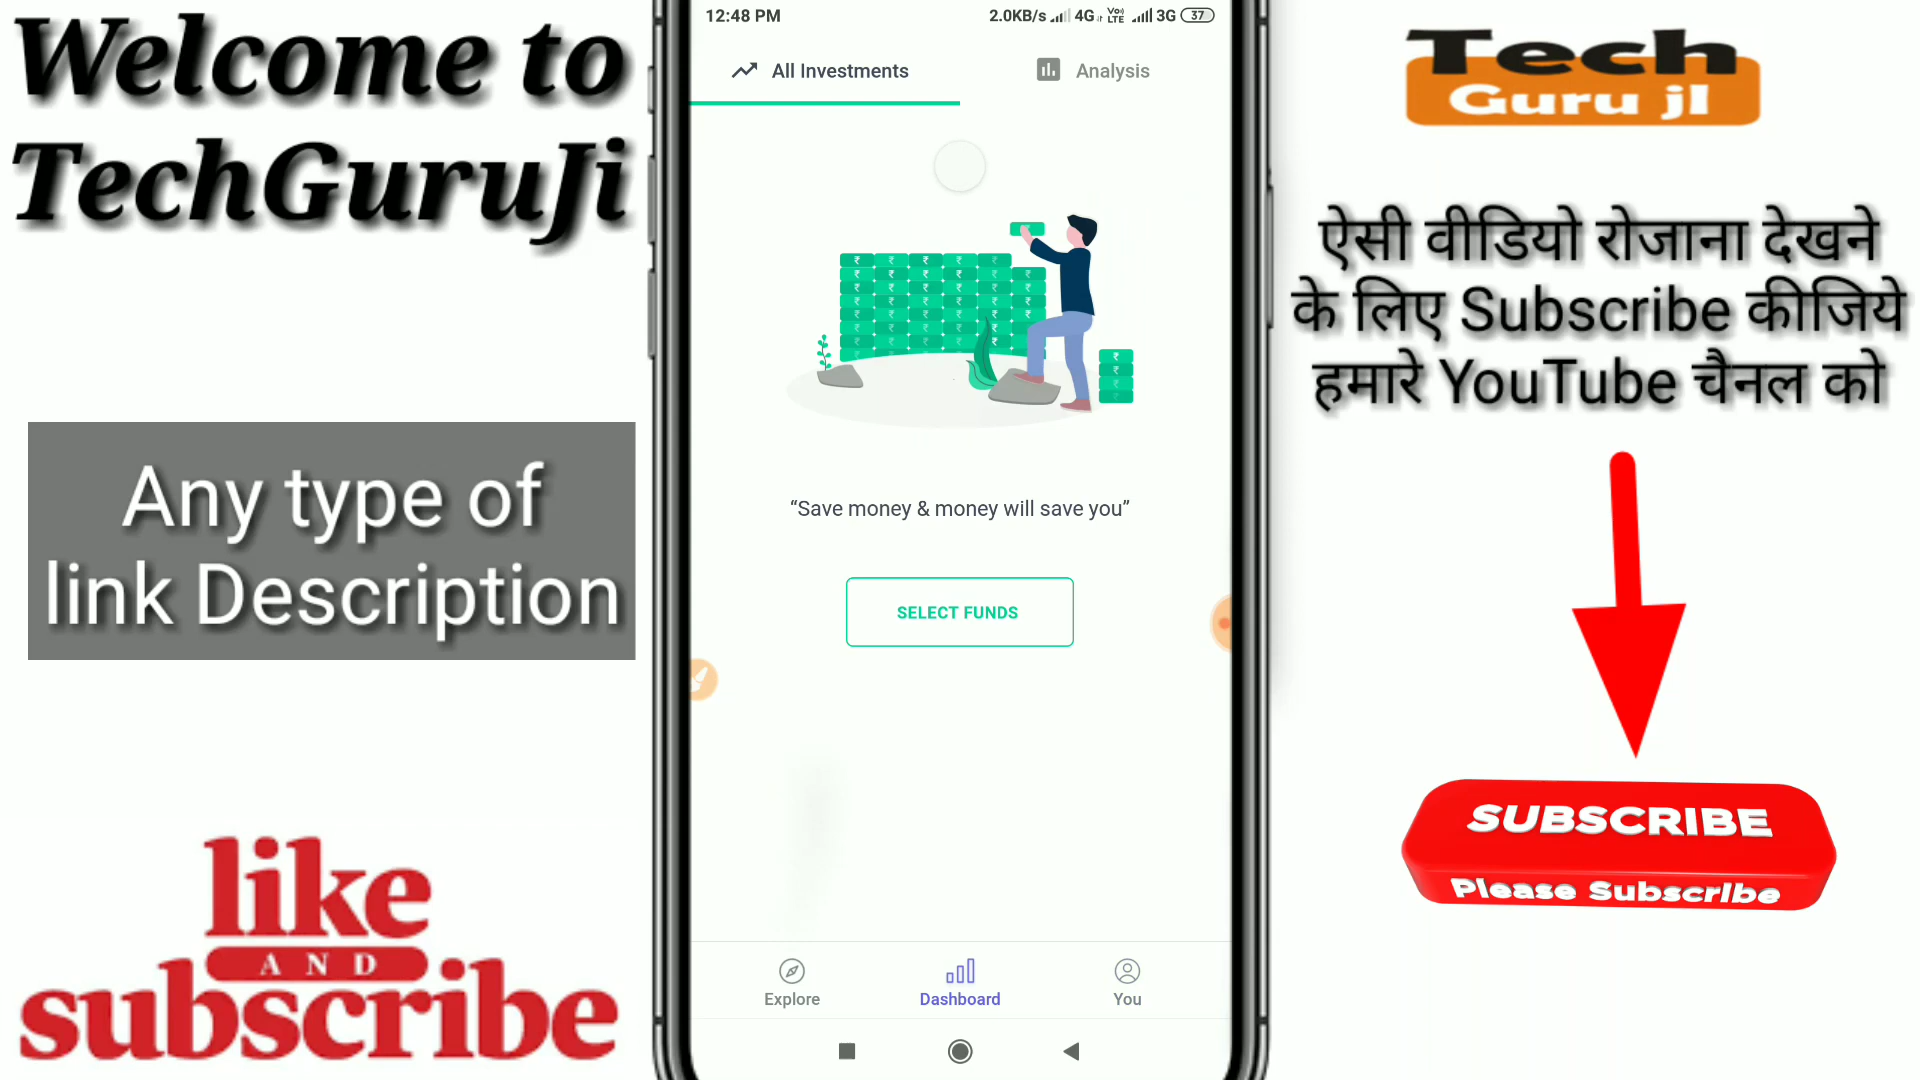 Welcome to
TechGuruJi
Any type of
link Description
like
AND
subscribe
12:48 PM
2.0KB/s 4G VoLTE 3G 37
All Investments
Analysis
“Save money & money will save you”
SELECT FUNDS
Explore
Dashboard
You
Tech
Guru jI
ऐसी वीडियो रोजाना देखने
के लिए Subscribe कीजिये
हमारे YouTube चैनल को
SUBSCRIBE
Please Subscribe